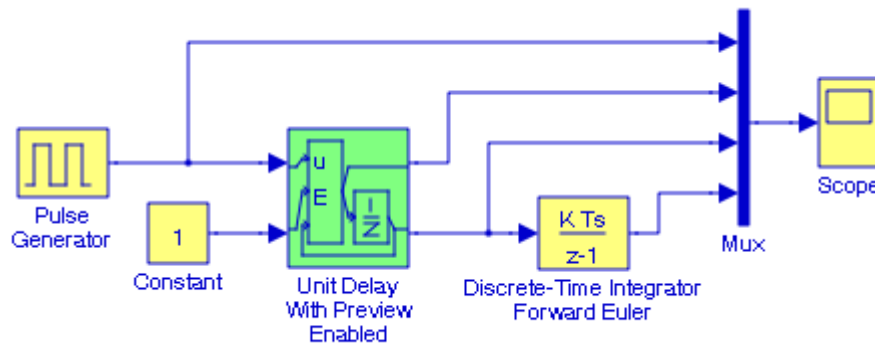 Pulse
Generator
1
Constant
u
E
1
z
Unit Delay
With Preview
Enabled
K Ts
z-1
Discrete-Time Integrator
Forward Euler
Mux
Scope